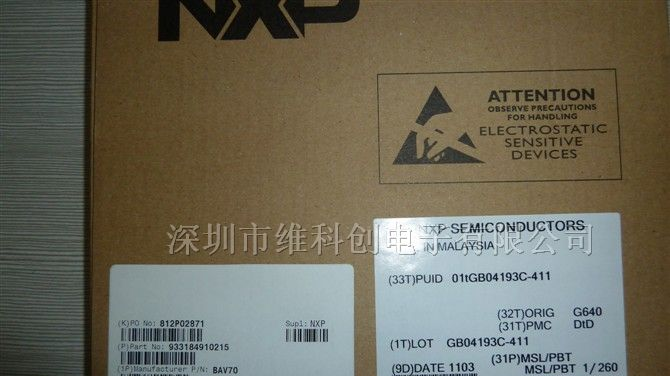 NXP
ATTENTION
OBSERVE PRECAUTIONS
FOR HANDLING
ELECTROSTATIC
SENSITIVE
DEVICES
深圳市维科创电子有限公司
NXP SEMICONDUCTORS
IN MALAYSIA
(33T)PUID 01tGB04193C-411
(32T)ORIG G640
(31T)PMC DtD
(1T)LOT GB04193C-411
(31P)MSL/PBT
(9D)DATE 1103 MSL/PBT 1/260
(K)PO No: 812P02871 Supl: NXP
(P)Part No: 933184910215
(1P)Manufacturer P/N: BAV70